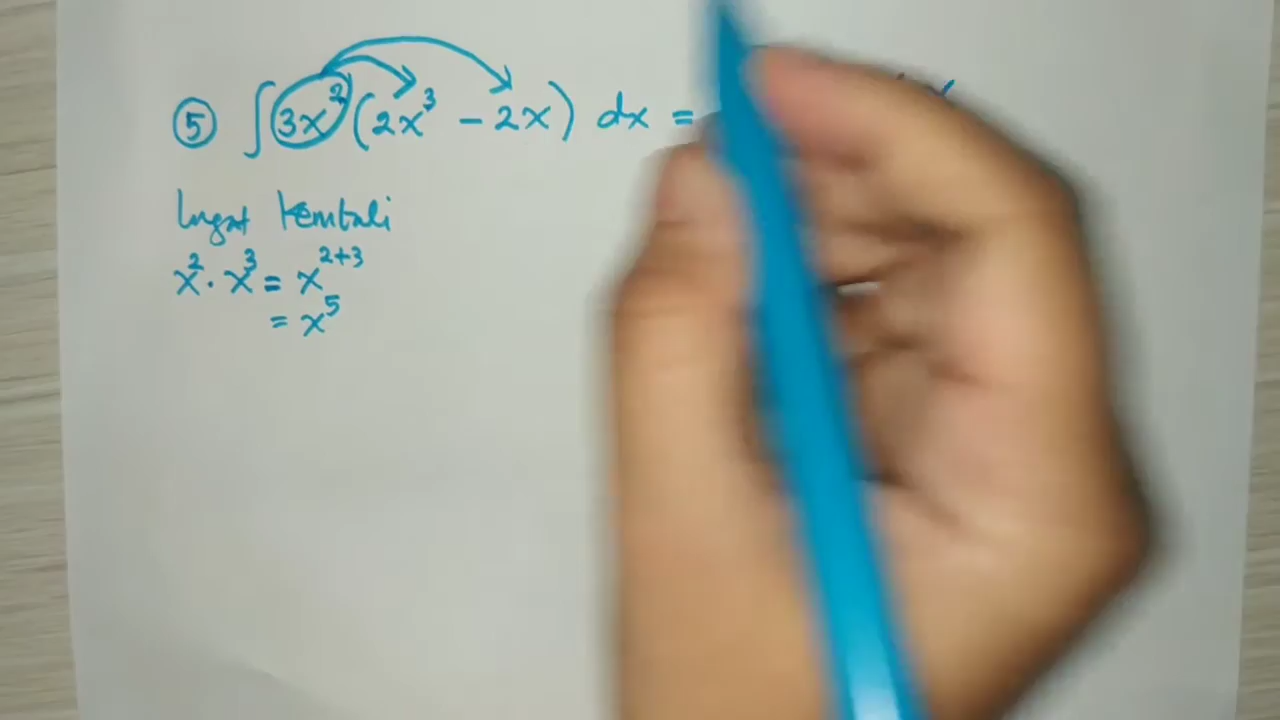 ⑤ ∫ 3x² (2x³ - 2x) dx =
Ingat kembali
x² · x³ = x²⁺³
= x⁵